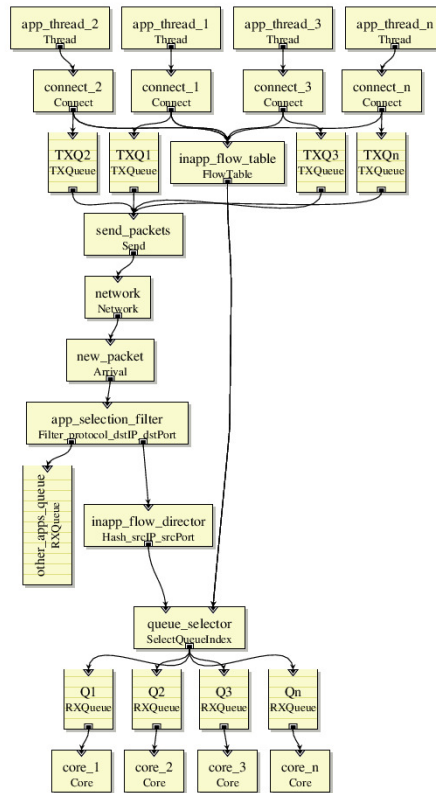 app_thread_2
Thread
app_thread_1
Thread
app_thread_3
Thread
app_thread_n
Thread
connect_2
Connect
connect_1
Connect
connect_3
Connect
connect_n
Connect
TXQ2
TXQueue
TXQ1
TXQueue
inapp_flow_table
FlowTable
TXQ3
TXQueue
TXQn
TXQueue
send_packets
Send
network
Network
new_packet
Arrival
app_selection_filter
Filter_protocol_dstIP_dstPort
other_apps_queue
RXQueue
inapp_flow_director
Hash_srcIP_srcPort
queue_selector
SelectQueueIndex
Q1
RXQueue
Q2
RXQueue
Q3
RXQueue
Qn
RXQueue
core_1
Core
core_2
Core
core_3
Core
core_n
Core